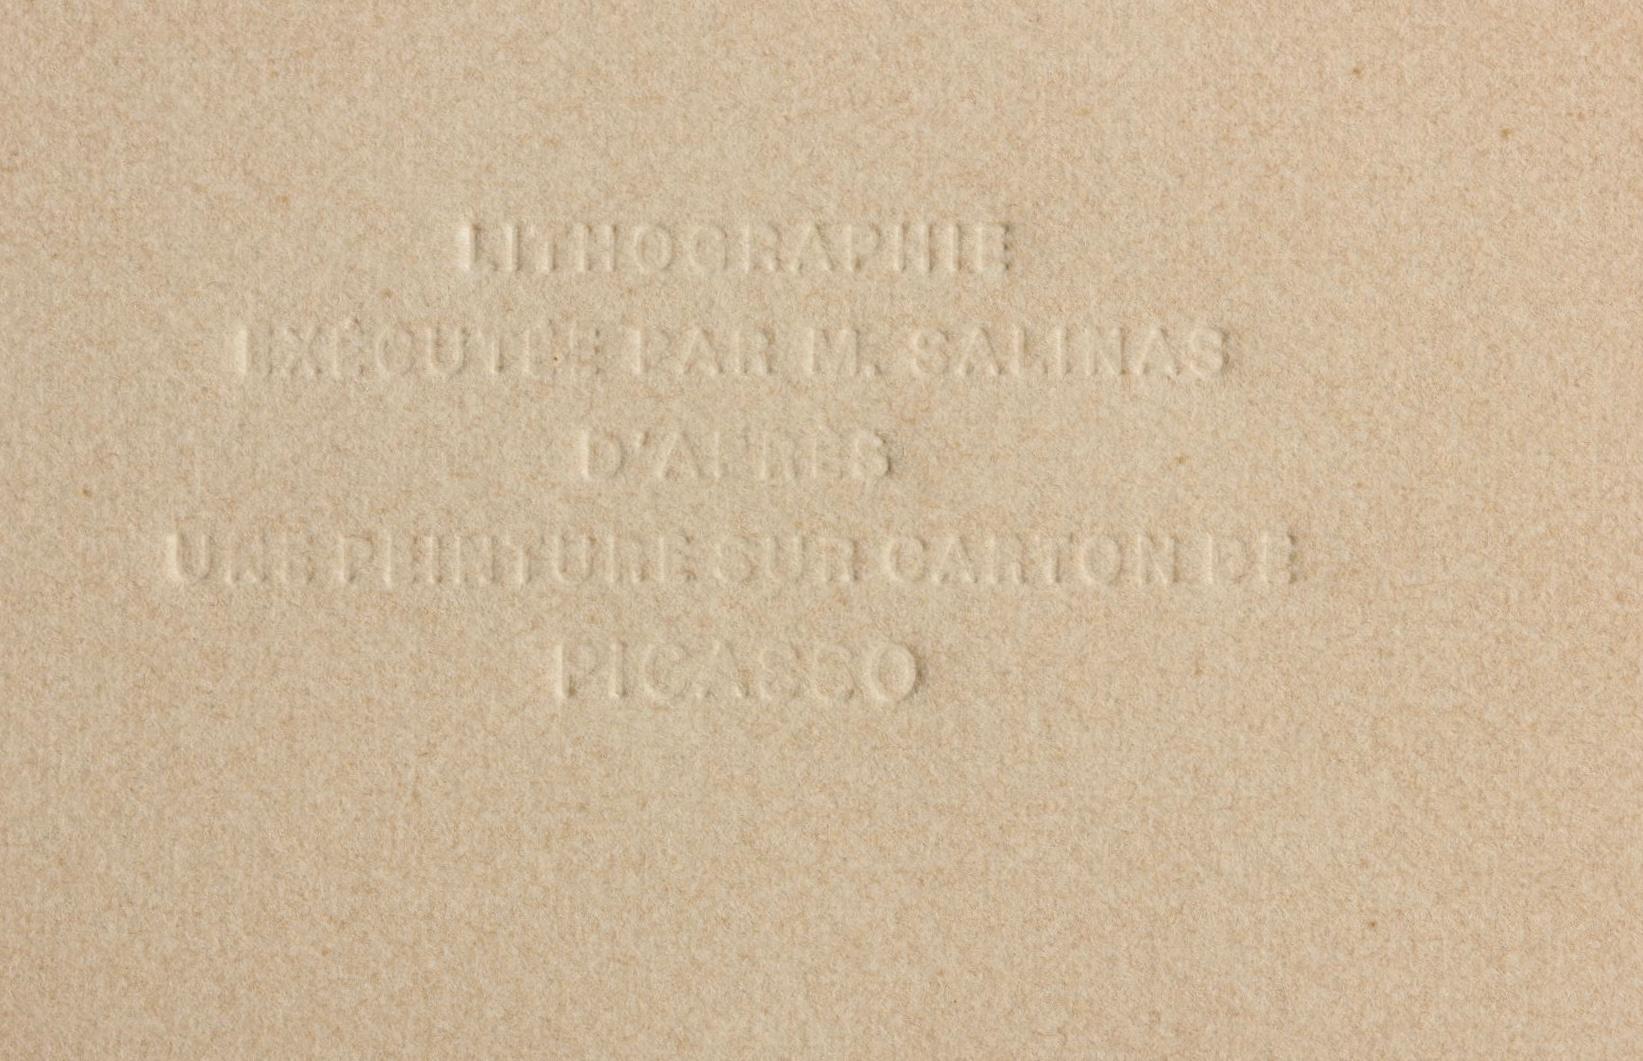 LITHOGRAPHIE
EXÉCUTÉE PAR M. SALINAS
D'APRÈS
UNE PEINTURE SUR CARTON DE
PICASSO